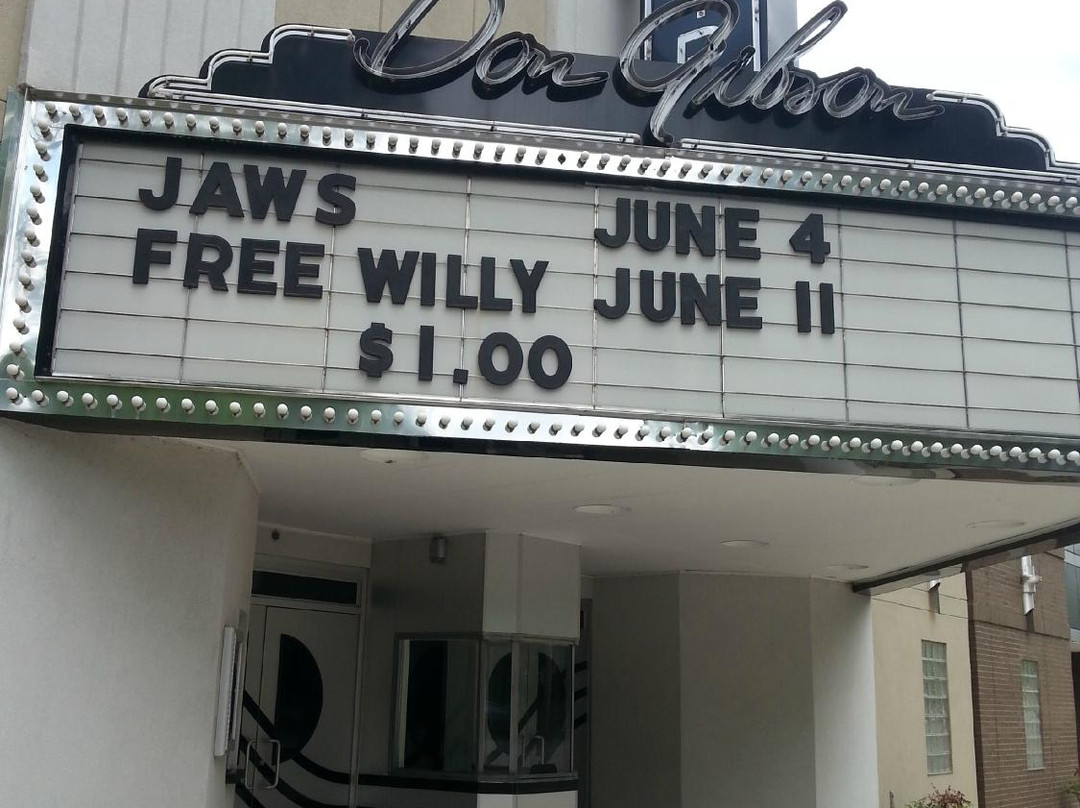 Don Gibson
JAWS JUNE 4
FREE WILLY JUNE 11
$1.00